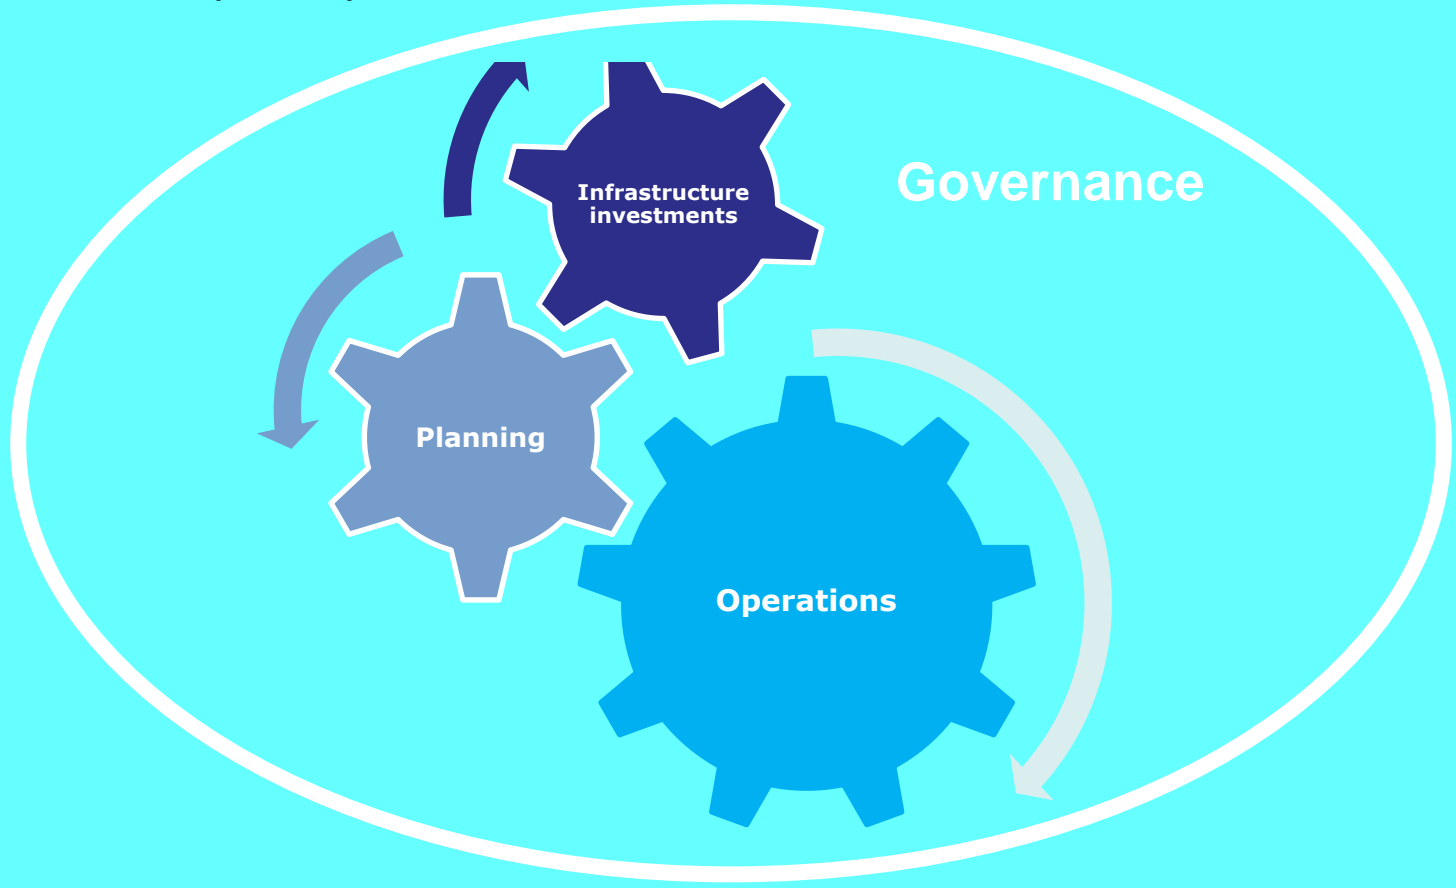 Governance
Infrastructure
investments
Planning
Operations